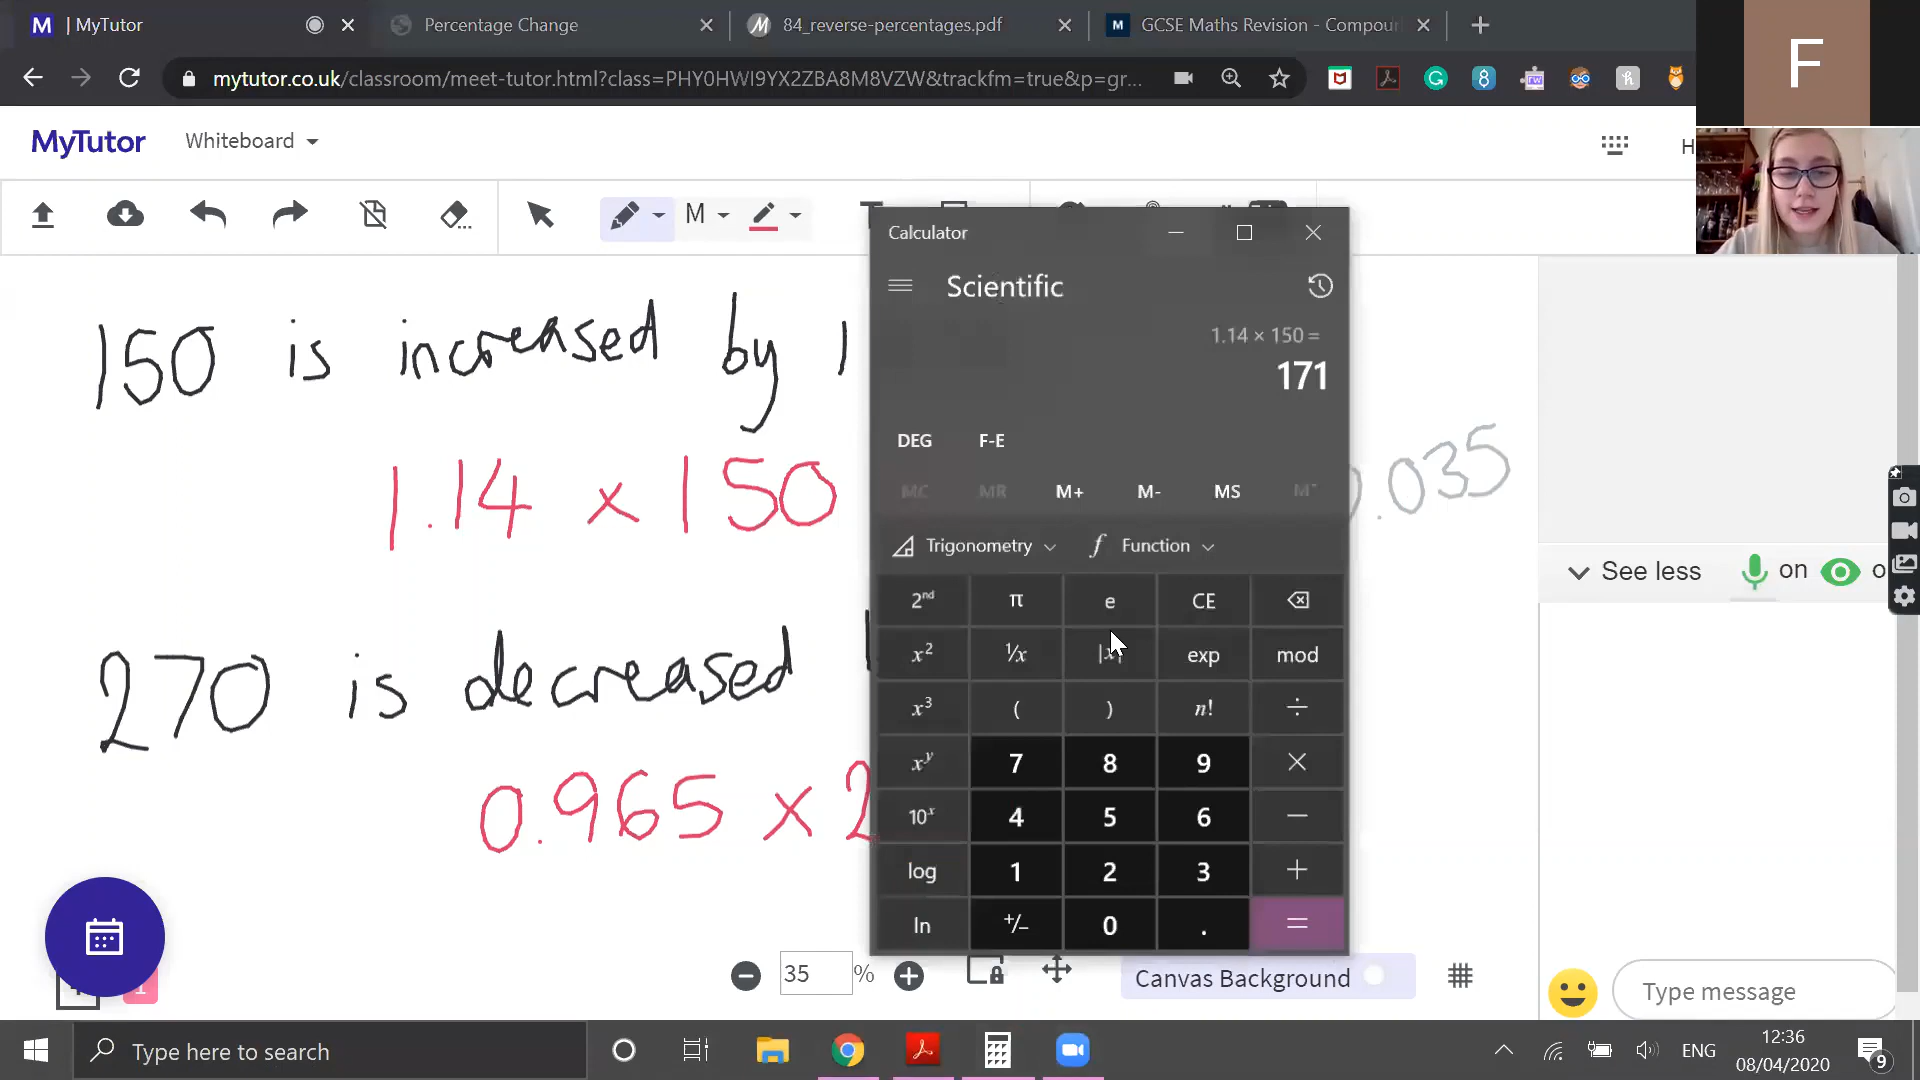 M | MyTutor
Percentage Change
84_reverse-percentages.pdf
M GCSE Maths Revision - Compoun
mytutor.co.uk/classroom/meet-tutor.html?class=PHY0HWI9YX2ZBA8M8VZW&trackfm=true&p=gr...
F
MyTutor
Whiteboard
H
M
T
150 is increased by 1
1.14 × 150
0.035
270 is decreased
0.965 × 2
Calculator
Scientific
1.14 × 150 =
171
DEG F-E
MC MR M+ M- MS M˅
Trigonometry f Function
2nd π e CE
x² ¹/x |x| exp mod
x³ ( ) n! ÷
xʸ 7 8 9 ×
10ˣ 4 5 6 −
log 1 2 3 +
ln +/− 0 . =
See less on o
35 %
Canvas Background
1
Type message
Type here to search
ENG
12:36
08/04/2020
9